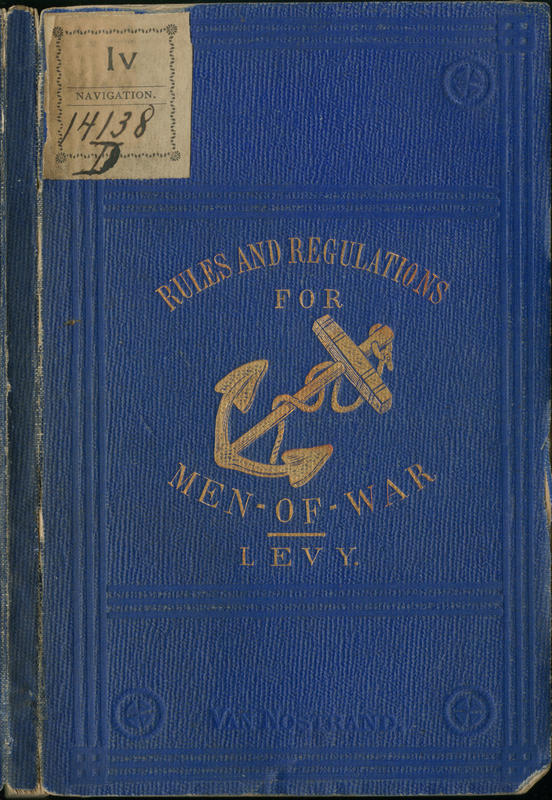 Iv
NAVIGATION.
14138
D
RULES AND REGULATIONS
FOR
MEN-OF-WAR
LEVY.
VAN NOSTRAND.